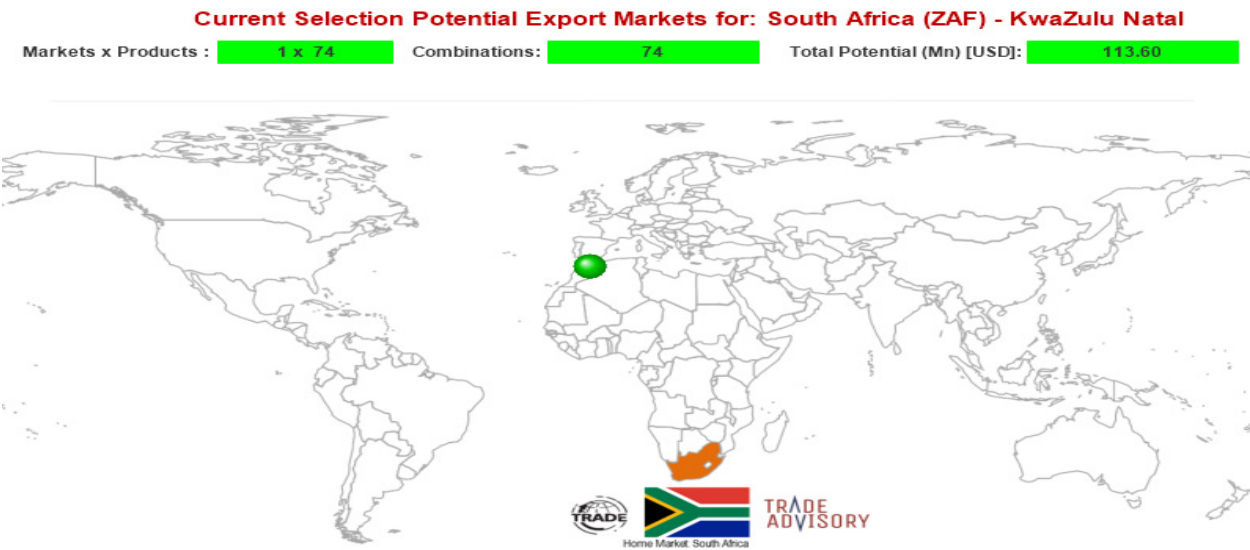 Current Selection Potential Export Markets for: South Africa (ZAF) - KwaZulu Natal
Markets x Products : 1 x 74 Combinations: 74 Total Potential (Mn) [USD]: 113.60
TRADE
TRADE
ADVISORY
Home Market: South Africa